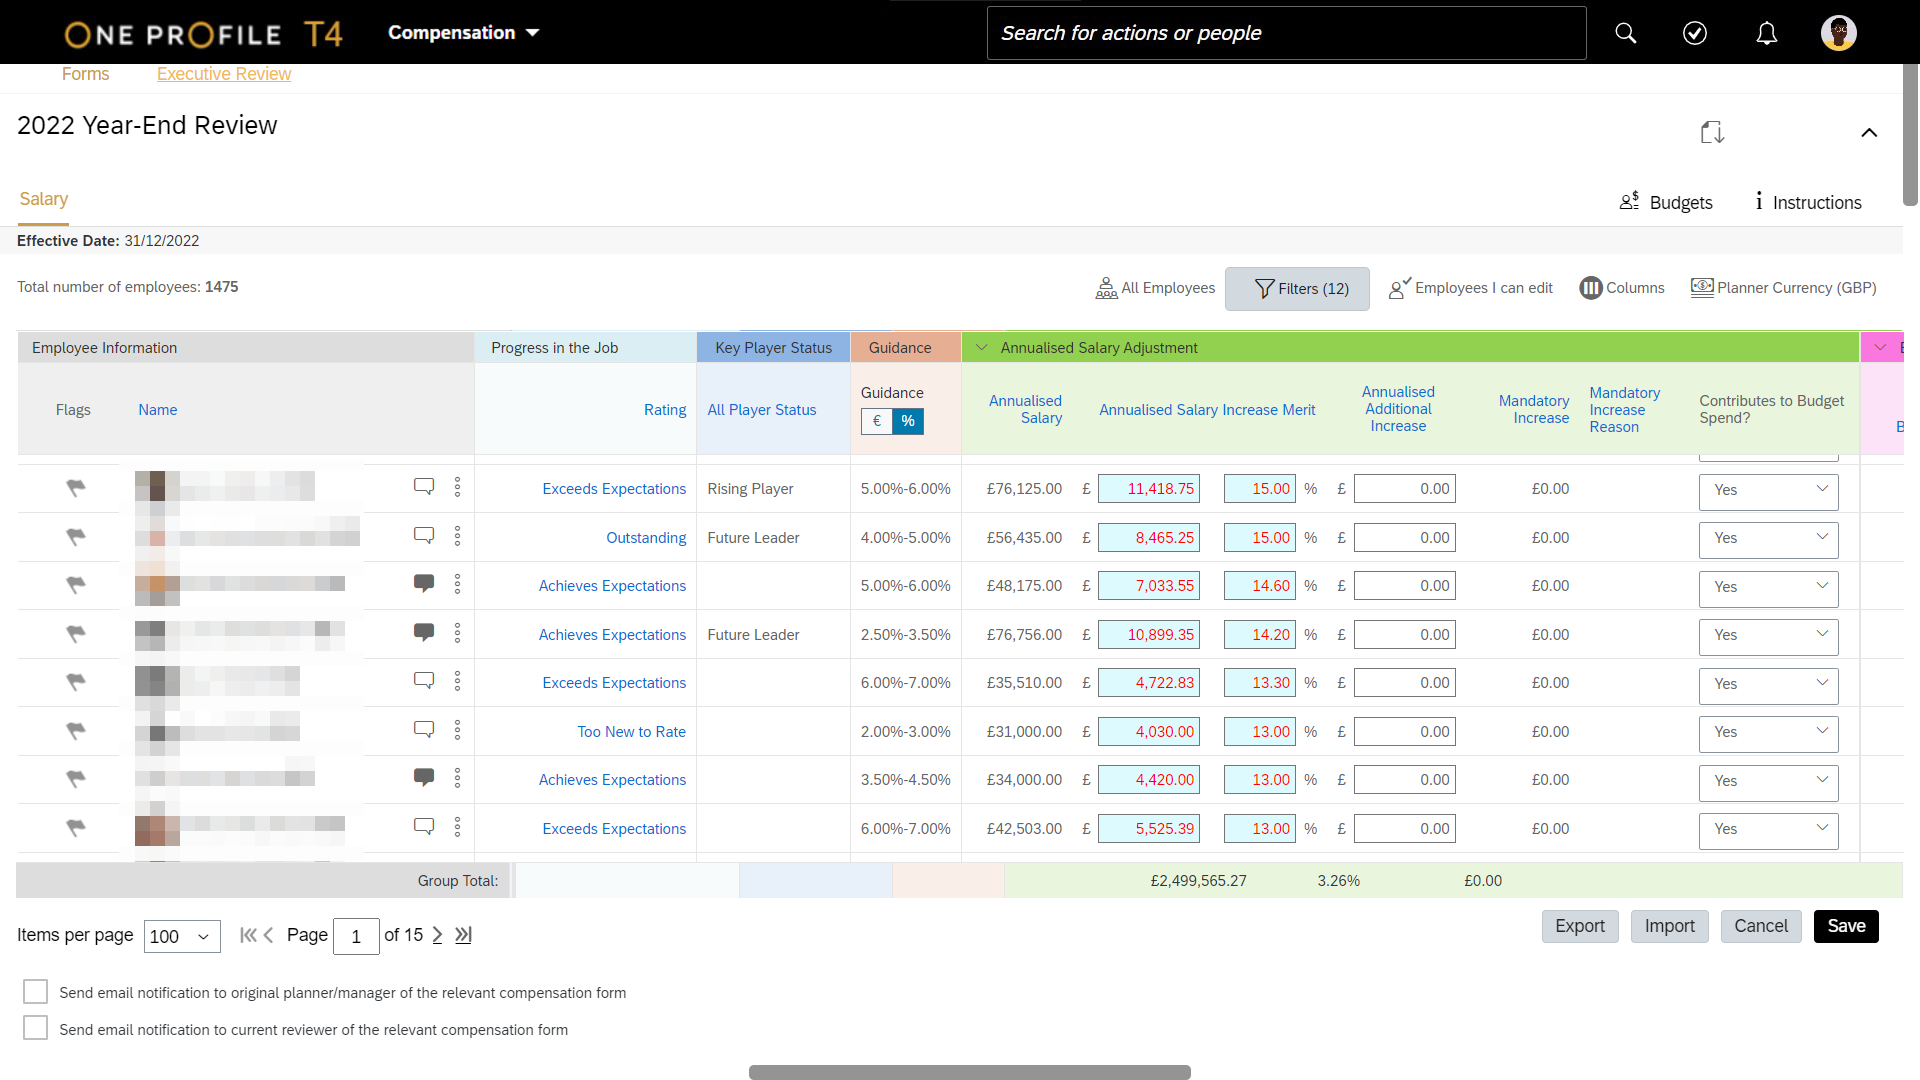 ONE PROFILE T4 Compensation Search for actions or people
Forms Executive Review
2022 Year-End Review
Salary Budgets Instructions
Effective Date: 31/12/2022
Total number of employees: 1475 All Employees Filters (12) Employees I can edit Columns Planner Currency (GBP)
Employee Information Progress in the Job Key Player Status Guidance Annualised Salary Adjustment
Flags Name Rating All Player Status Guidance € % Annualised Salary Annualised Salary Increase Merit Annualised Additional Increase Mandatory Increase Mandatory Increase Reason Contributes to Budget Spend? B
Exceeds Expectations Rising Player 5.00%-6.00% £76,125.00 £ 11,418.75 15.00 % £ 0.00 £0.00 Yes
Outstanding Future Leader 4.00%-5.00% £56,435.00 £ 8,465.25 15.00 % £ 0.00 £0.00 Yes
Achieves Expectations 5.00%-6.00% £48,175.00 £ 7,033.55 14.60 % £ 0.00 £0.00 Yes
Achieves Expectations Future Leader 2.50%-3.50% £76,756.00 £ 10,899.35 14.20 % £ 0.00 £0.00 Yes
Exceeds Expectations 6.00%-7.00% £35,510.00 £ 4,722.83 13.30 % £ 0.00 £0.00 Yes
Too New to Rate 2.00%-3.00% £31,000.00 £ 4,030.00 13.00 % £ 0.00 £0.00 Yes
Achieves Expectations 3.50%-4.50% £34,000.00 £ 4,420.00 13.00 % £ 0.00 £0.00 Yes
Exceeds Expectations 6.00%-7.00% £42,503.00 £ 5,525.39 13.00 % £ 0.00 £0.00 Yes
Group Total: £2,499,565.27 3.26% £0.00
Items per page 100 Page 1 of 15 Export Import Cancel Save
Send email notification to original planner/manager of the relevant compensation form
Send email notification to current reviewer of the relevant compensation form